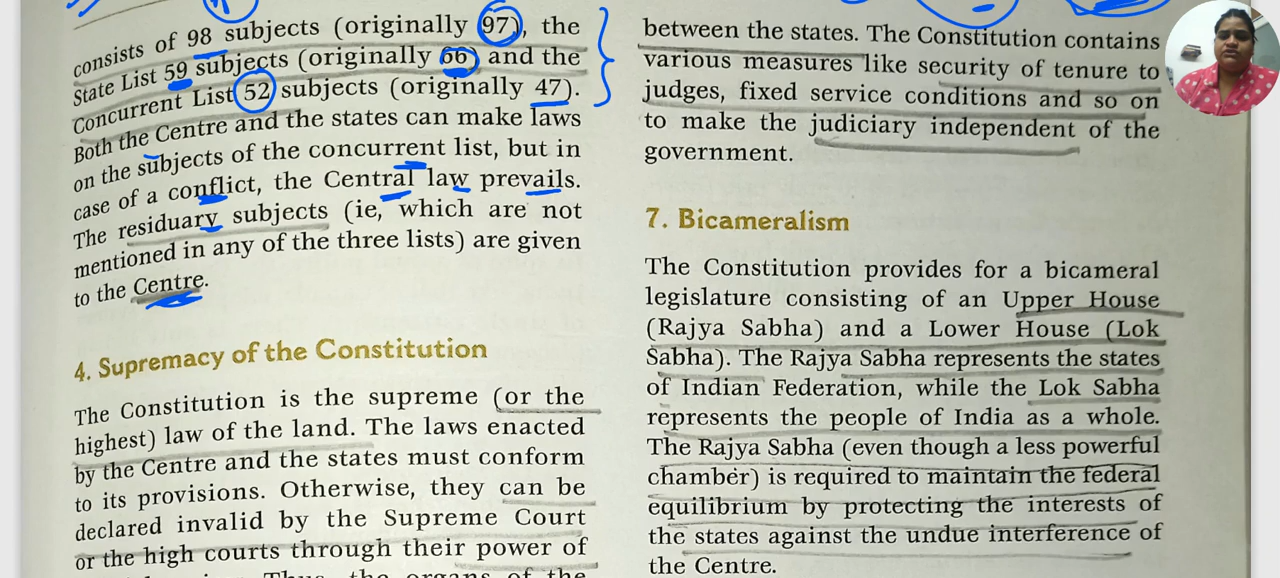 consists of 98 subjects (originally 97), the
State List 59 subjects (originally 66) and the
Concurrent List 52 subjects (originally 47).
Both the Centre and the states can make laws
on the subjects of the concurrent list, but in
case of a conflict, the Central law prevails.
The residuary subjects (ie, which are not
mentioned in any of the three lists) are given
to the Centre.
4. Supremacy of the Constitution
The Constitution is the supreme (or the
highest) law of the land. The laws enacted
by the Centre and the states must conform
to its provisions. Otherwise, they can be
declared invalid by the Supreme Court
or the high courts through their power of
Thus, the organs of the
between the states. The Constitution contains
various measures like security of tenure to
judges, fixed service conditions and so on
to make the judiciary independent of the
government.
7. Bicameralism
The Constitution provides for a bicameral
legislature consisting of an Upper House
(Rajya Sabha) and a Lower House (Lok
Sabha). The Rajya Sabha represents the states
of Indian Federation, while the Lok Sabha
represents the people of India as a whole.
The Rajya Sabha (even though a less powerful
chamber) is required to maintain the federal
equilibrium by protecting the interests of
the states against the undue interference of
the Centre.